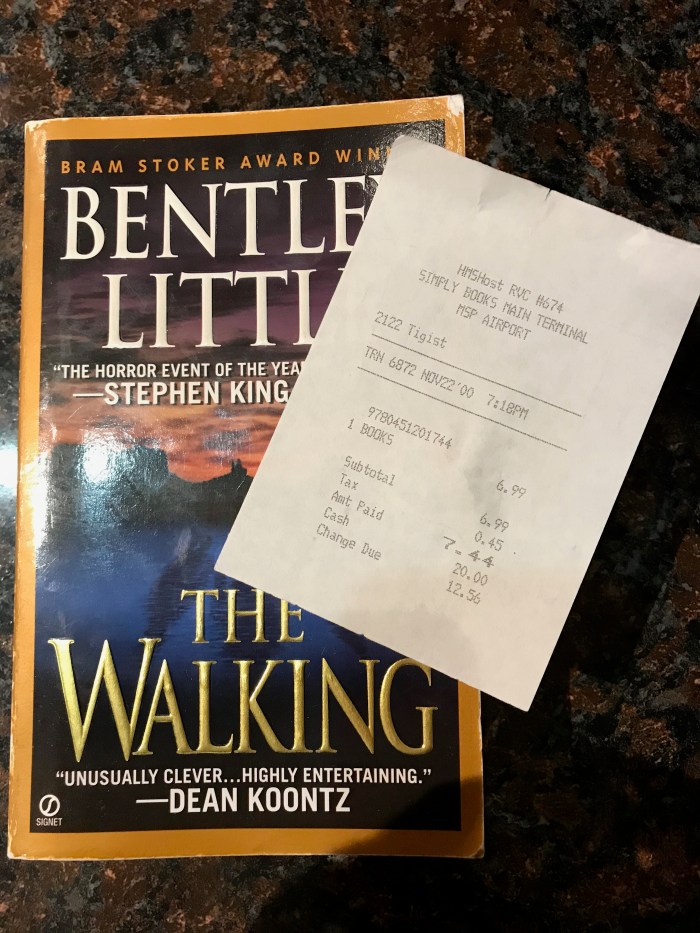 BRAM STOKER AWARD WIN
BENTLEY
LITTL
"THE HORROR EVENT OF THE YEA
—STEPHEN KING
THE
WALKING
"UNUSUALLY CLEVER...HIGHLY ENTERTAINING."
—DEAN KOONTZ
SIGNET
HMSHost RVC #674
SIMPLY BOOKS MAIN TERMINAL
MSP AIRPORT
2122 Tigist
TRN 6872 NOV22'00 7:18PM
9780451201744
1 BOOKS 6.99
Subtotal 6.99
Tax 0.45
Amt Paid 7.44
Cash 20.00
Change Due 12.56